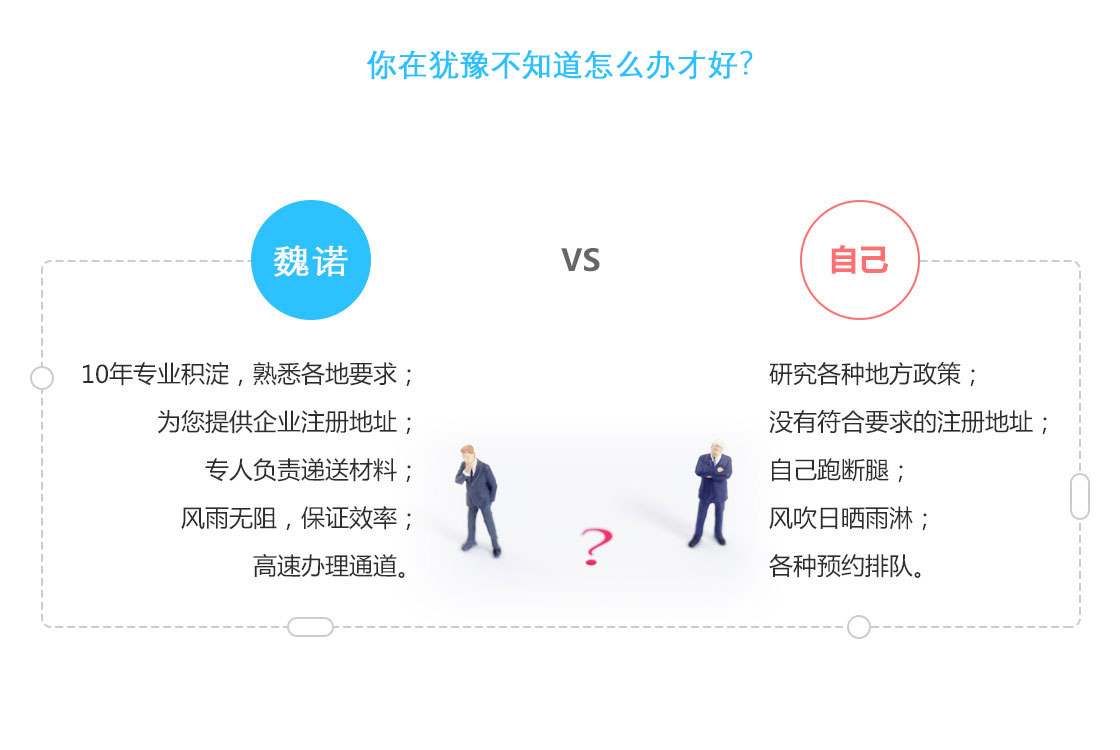 你在犹豫不知道怎么办才好?
魏诺
VS
自己
10年专业积淀，熟悉各地要求；
为您提供企业注册地址；
专人负责递送材料；
风雨无阻，保证效率；
高速办理通道。
研究各种地方政策；
没有符合要求的注册地址；
自己跑断腿；
风吹日晒雨淋；
各种预约排队。
?